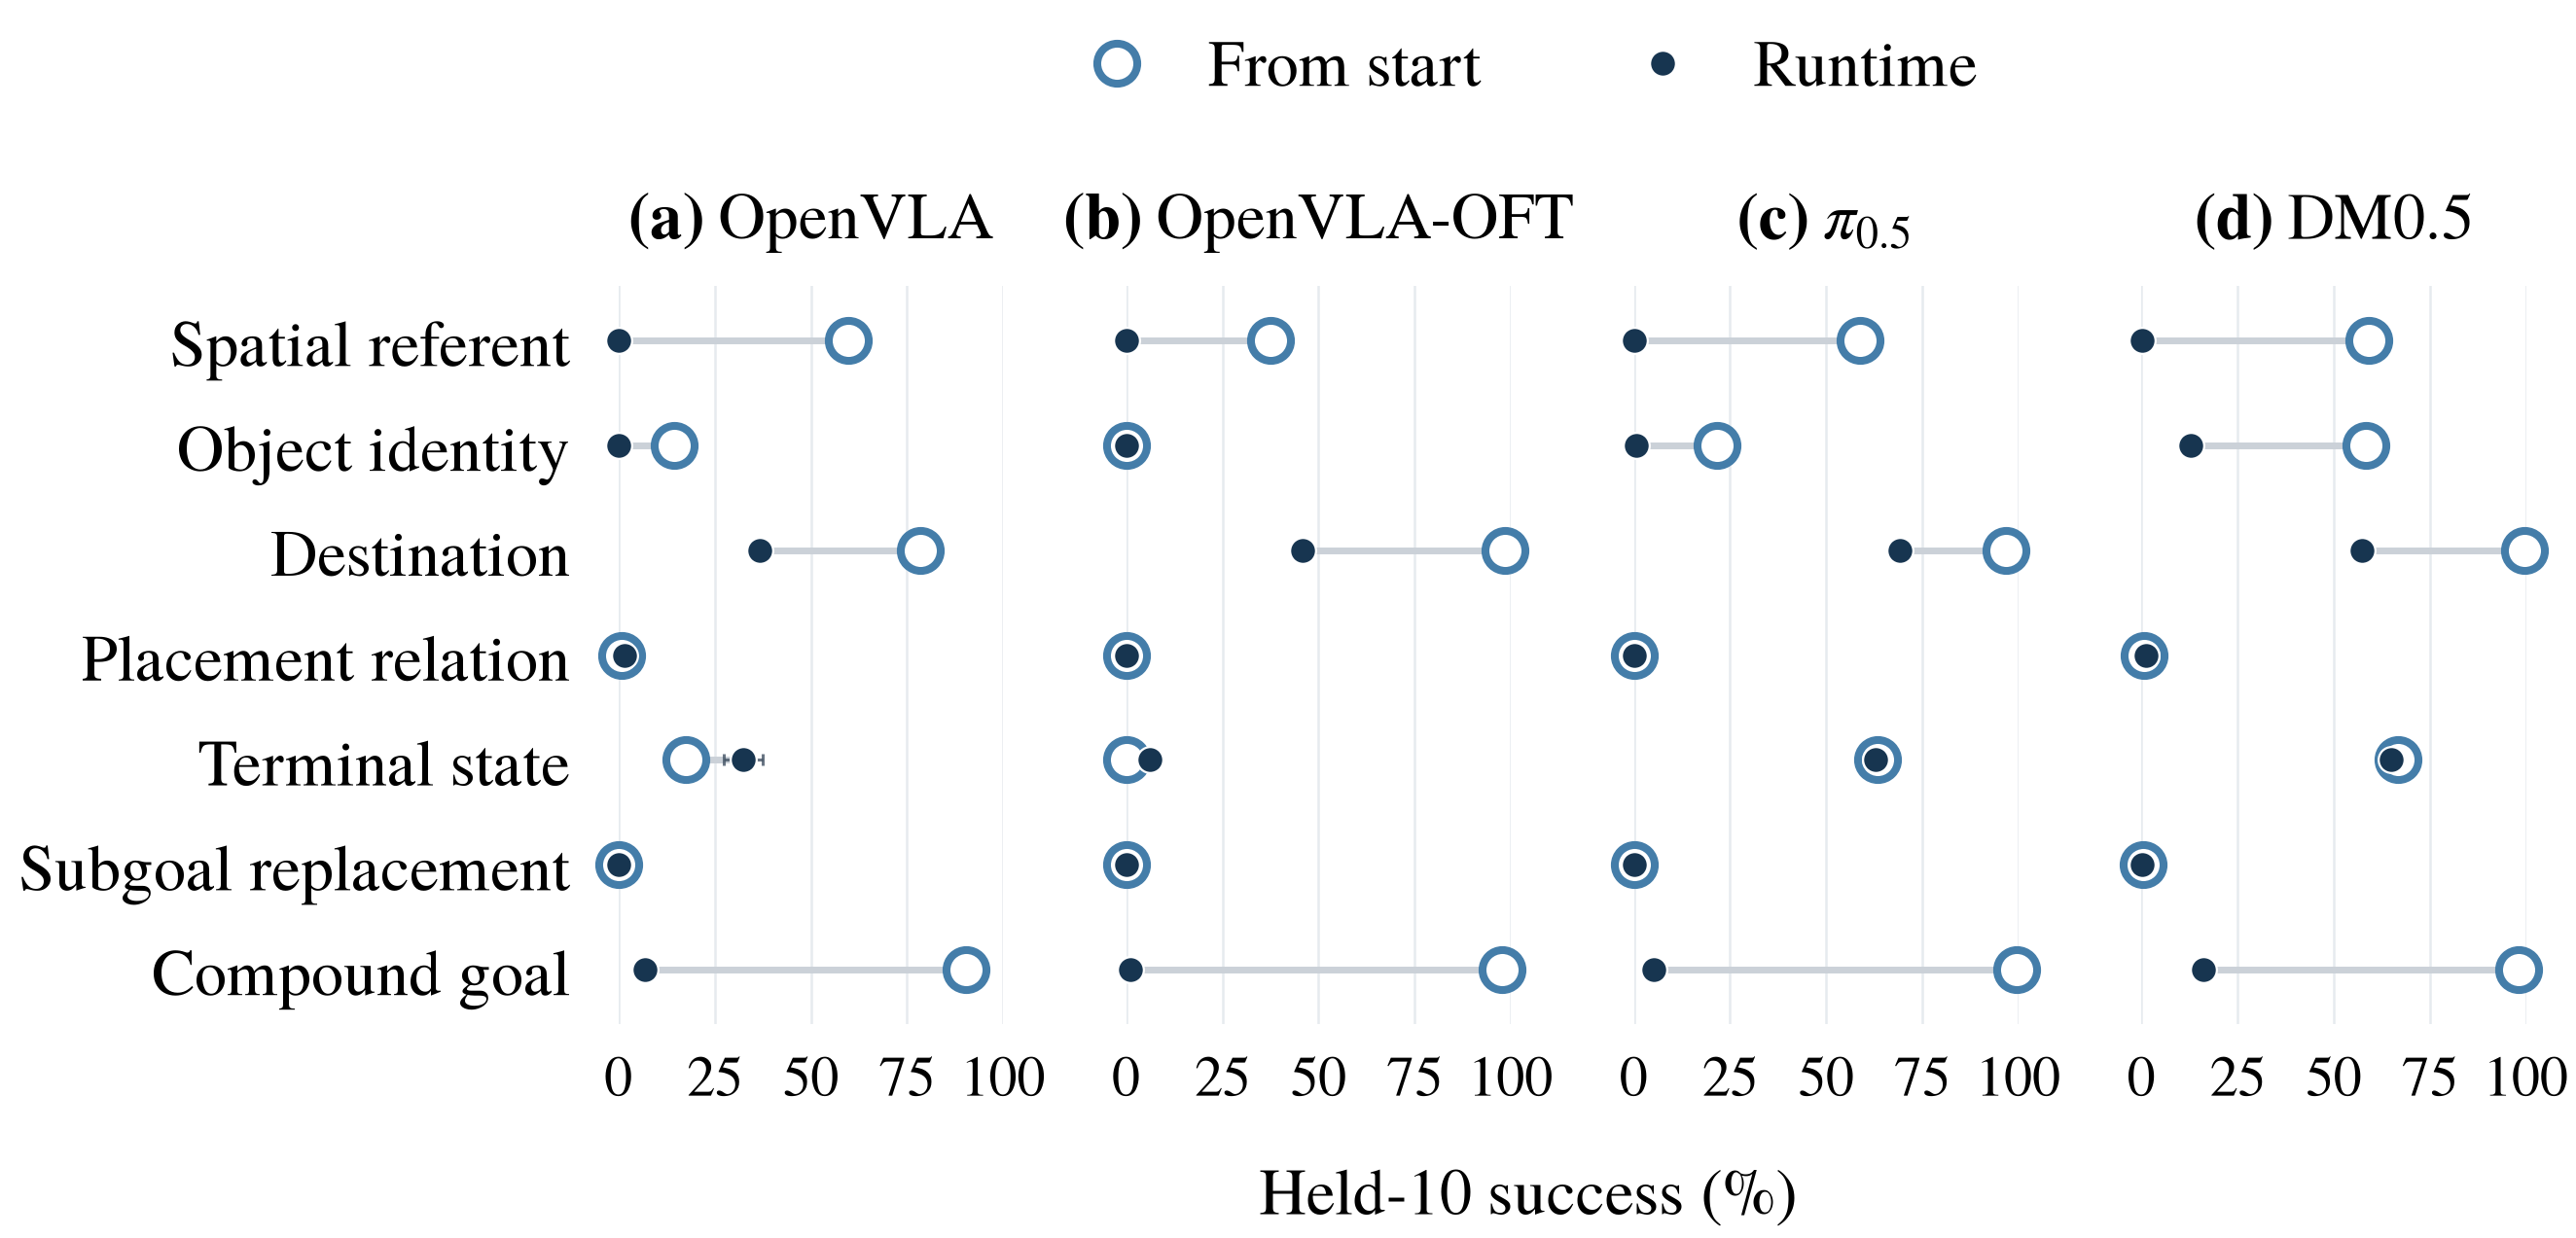 From start Runtime
(a) OpenVLA (b) OpenVLA-OFT (c) π0.5 (d) DM0.5
Spatial referent
Object identity
Destination
Placement relation
Terminal state
Subgoal replacement
Compound goal
0 25 50 75 100 0 25 50 75 100 0 25 50 75 100 0 25 50 75 100
Held-10 success (%)